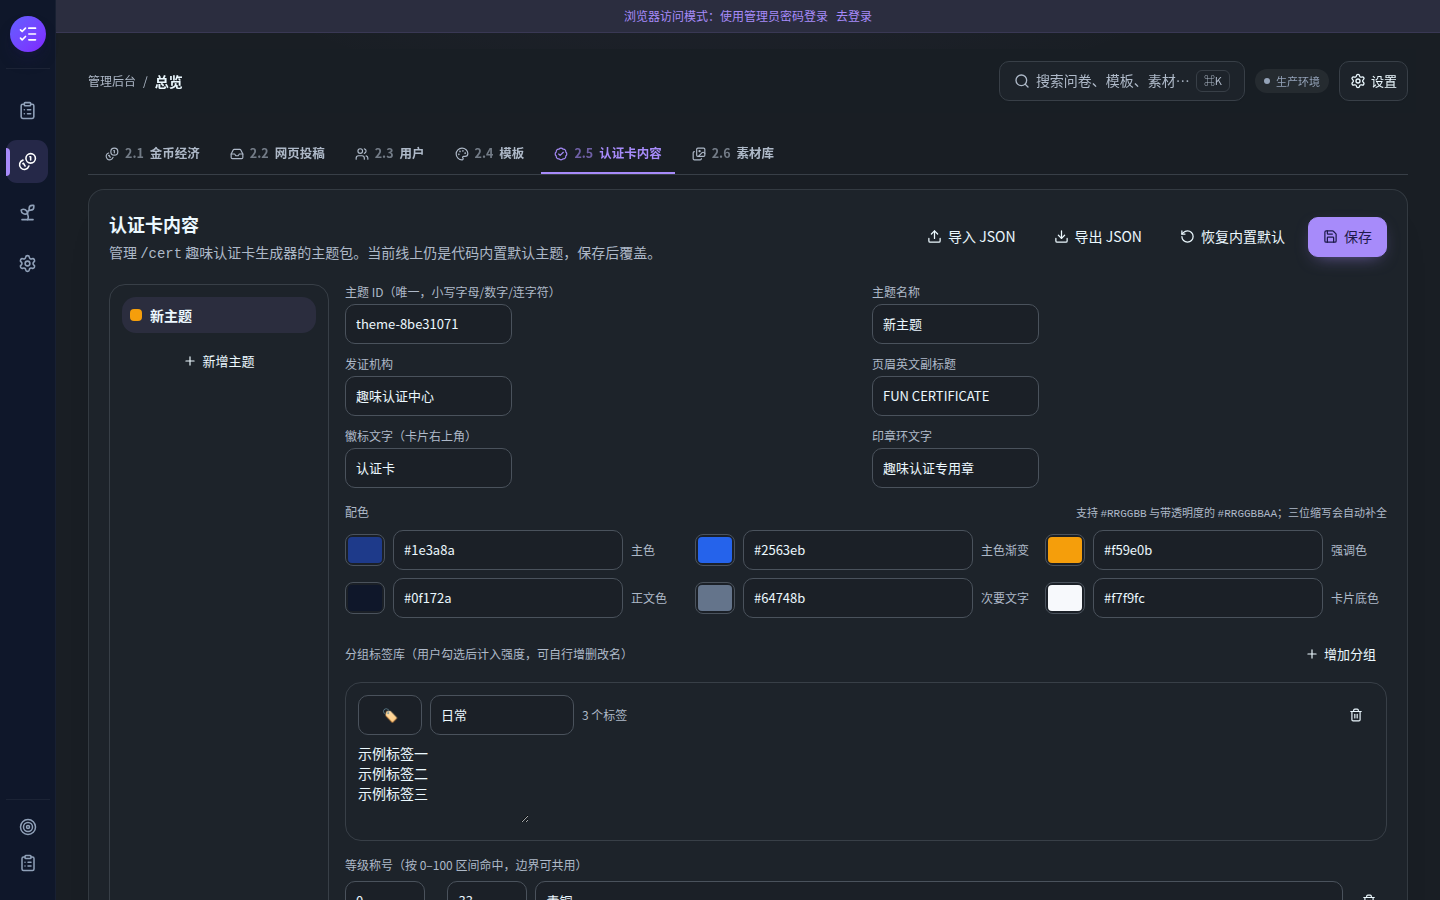 浏览器访问模式：使用管理员密码登录 去登录
管理后台 / 总览
搜索问卷、模板、素材… ⌘K
生产环境
设置
2.1 金币经济
2.2 网页投稿
2.3 用户
2.4 模板
2.5 认证卡内容
2.6 素材库
认证卡内容
管理 /cert 趣味认证卡生成器的主题包。当前线上仍是代码内置默认主题，保存后覆盖。
导入 JSON
导出 JSON
恢复内置默认
保存
新主题
+ 新增主题
主题 ID（唯一，小写字母/数字/连字符）
主题名称
theme-8be31071
新主题
发证机构
页眉英文副标题
趣味认证中心
FUN CERTIFICATE
徽标文字（卡片右上角）
印章环文字
认证卡
趣味认证专用章
配色
支持 #RRGGBB 与带透明度的 #RRGGBBAA；三位缩写会自动补全
#1e3a8a 主色
#2563eb 主色渐变
#f59e0b 强调色
#0f172a 正文色
#64748b 次要文字
#f7f9fc 卡片底色
分组标签库（用户勾选后计入强度，可自行增删改名）
+ 增加分组
日常
3 个标签
示例标签一
示例标签二
示例标签三
等级称号（按 0–100 区间命中，边界可共用）
0
33
青铜